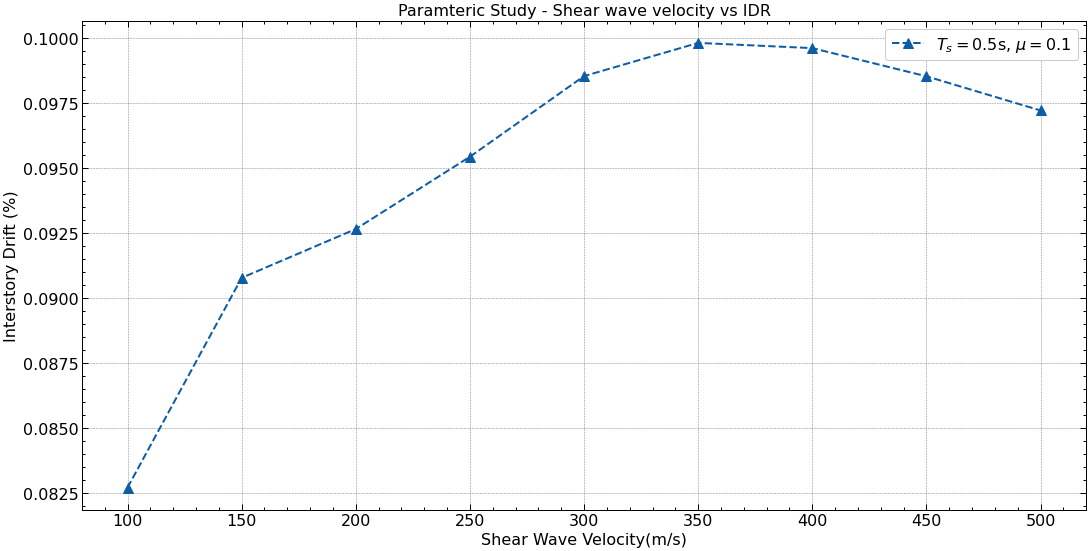 Paramteric Study - Shear wave velocity vs IDR
T_s = 0.5s, μ = 0.1
0.1000
0.0975
0.0950
0.0925
0.0900
0.0875
0.0850
0.0825
Interstory Drift (%)
100 150 200 250 300 350 400 450 500
Shear Wave Velocity(m/s)